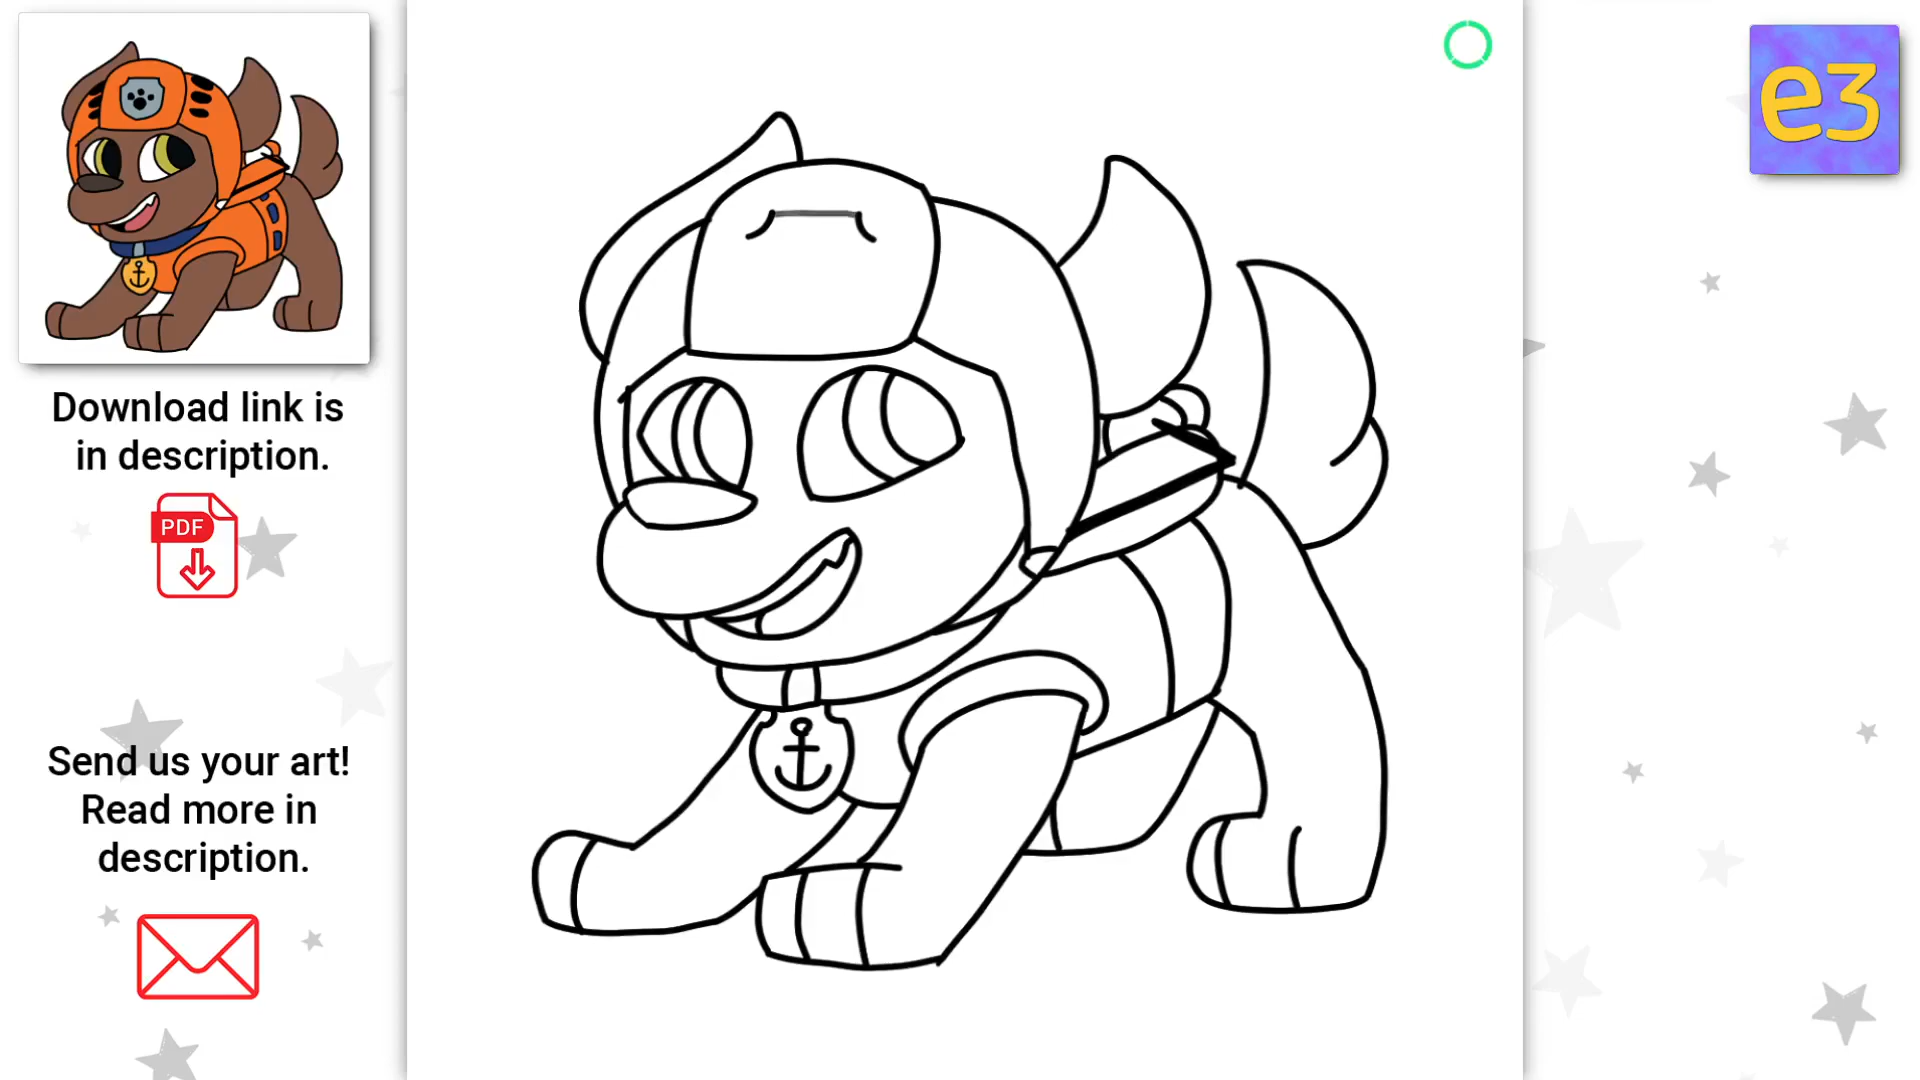 e3
Download link is
in description.
PDF
Send us your art!
Read more in
description.